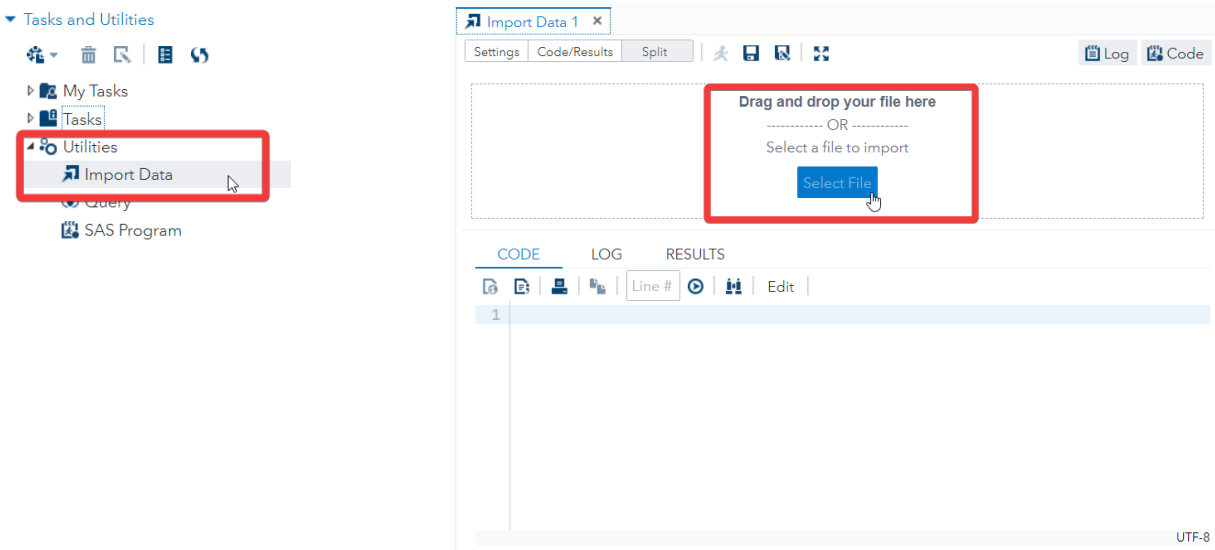 Tasks and Utilities
My Tasks
Tasks
Utilities
Import Data
Query
SAS Program
Import Data 1
Settings Code/Results Split
Log Code
Drag and drop your file here
------------ OR ------------
Select a file to import
Select File
CODE LOG RESULTS
Line # Edit
1
UTF-8